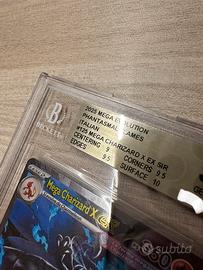 BECKETT
2025 MEGA EVOLUTION
PHANTASMAL FLAMES
ITALIAN
#125 MEGA CHARIZARD X EX SIR
CENTERING 9 CORNERS 9.5
EDGES 9.5 SURFACE 10
GE
Mega Charizard X
subito